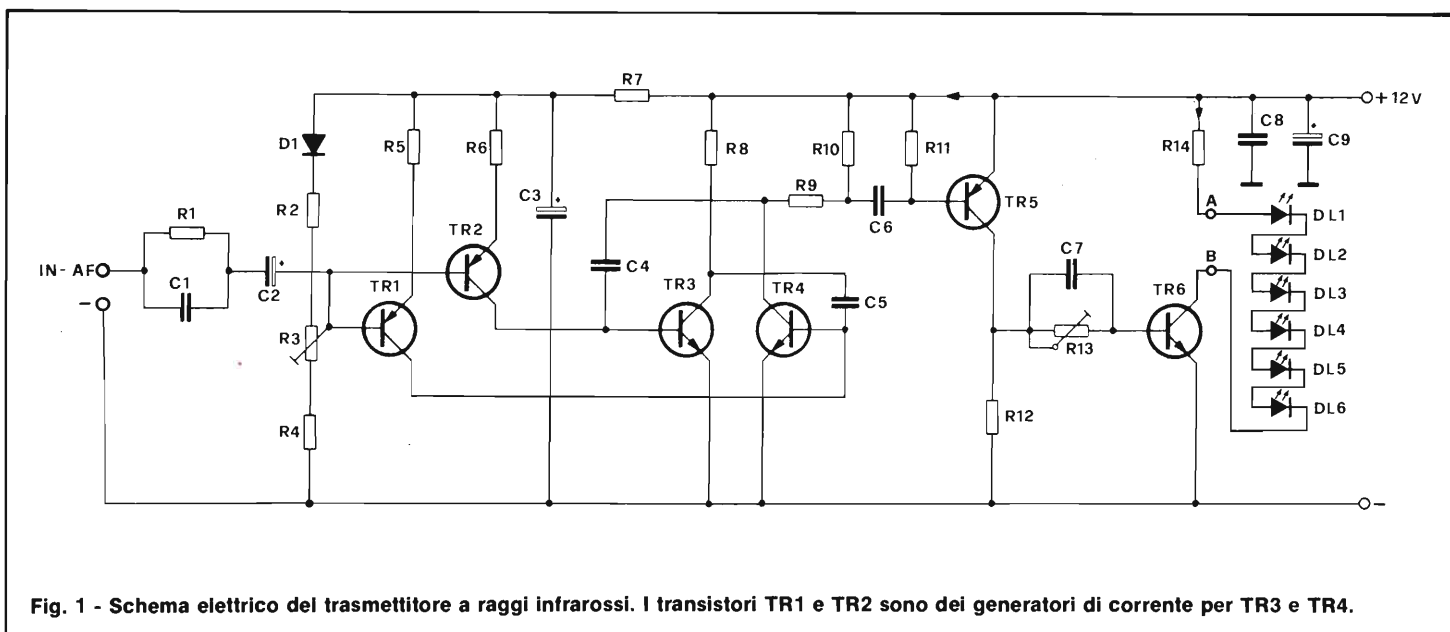 R7
+12V
D1
R5
R6
R8
R10
R11
C8
C9
R14
C3
R9
TR5
A
DL1
R2
R1
TR2
C6
C7
B
DL2
IN-AF
C4
C1
C2
TR3
TR4
C5
TR6
DL3
-
R3
TR1
R13
DL4
DL5
R4
R12
DL6
-
Fig. 1 - Schema elettrico del trasmettitore a raggi infrarossi. I transistori TR1 e TR2 sono dei generatori di corrente per TR3 e TR4.